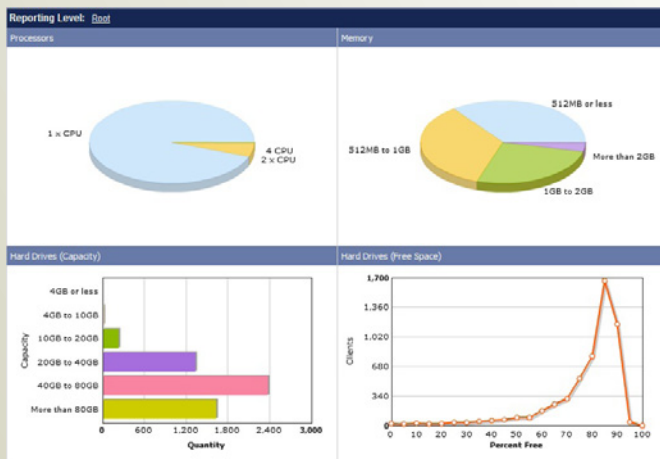 Reporting Level: Root
Processors
1 x CPU
4 CPU
2 x CPU
Memory
512MB or less
512MB to 1GB
More than 2GB
1GB to 2GB
Hard Drives (Capacity)
Capacity
4GB or less
4GB to 10GB
10GB to 20GB
20GB to 40GB
40GB to 80GB
More than 80GB
0 600 1.200 1.800 2.400 3,000
Quantity
Hard Drives (Free Space)
Clients
1,700
1.360
1.020
680
340
0
0 10 20 30 40 50 60 70 80 90 100
Percent Free